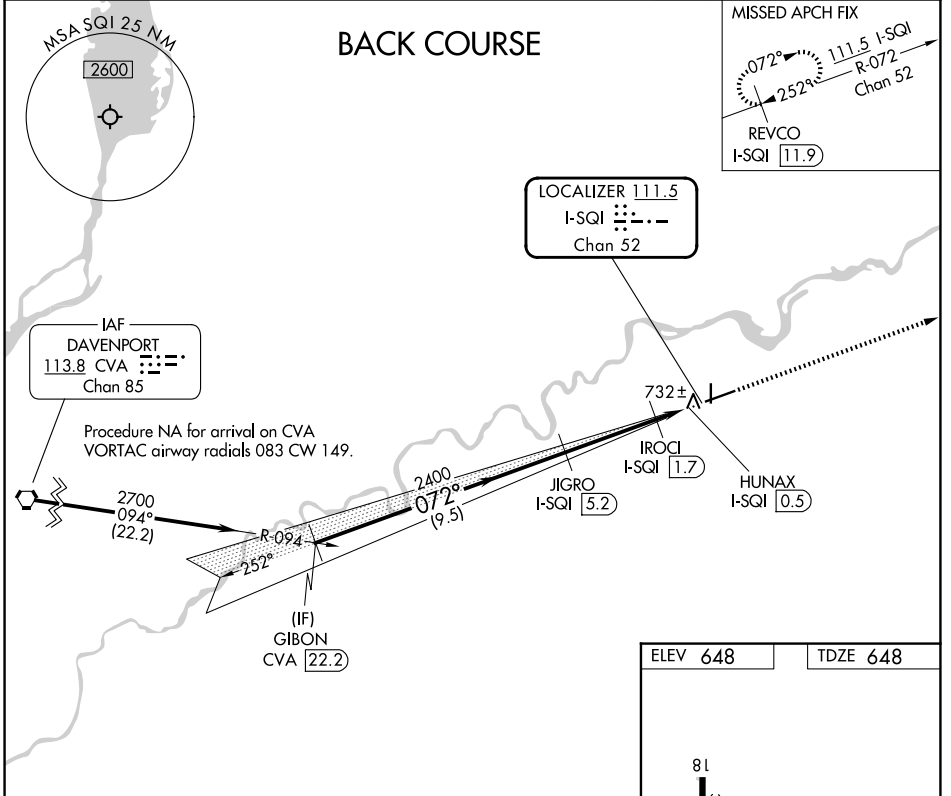 MSA SQI 25 NM
2600
BACK COURSE
MISSED APCH FIX
111.5 I-SQI
R-072
Chan 52
072°
252°
REVCO
I-SQI 11.9
LOCALIZER 111.5
I-SQI
Chan 52
IAF
DAVENPORT
113.8 CVA
Chan 85
Procedure NA for arrival on CVA
VORTAC airway radials 083 CW 149.
2700
094°
(22.2)
R-094
252°
2400
072°
(9.5)
732±
JIGRO
I-SQI 5.2
IROCI
I-SQI 1.7
HUNAX
I-SQI 0.5
(IF)
GIBON
CVA 22.2
ELEV 648
TDZE 648
18